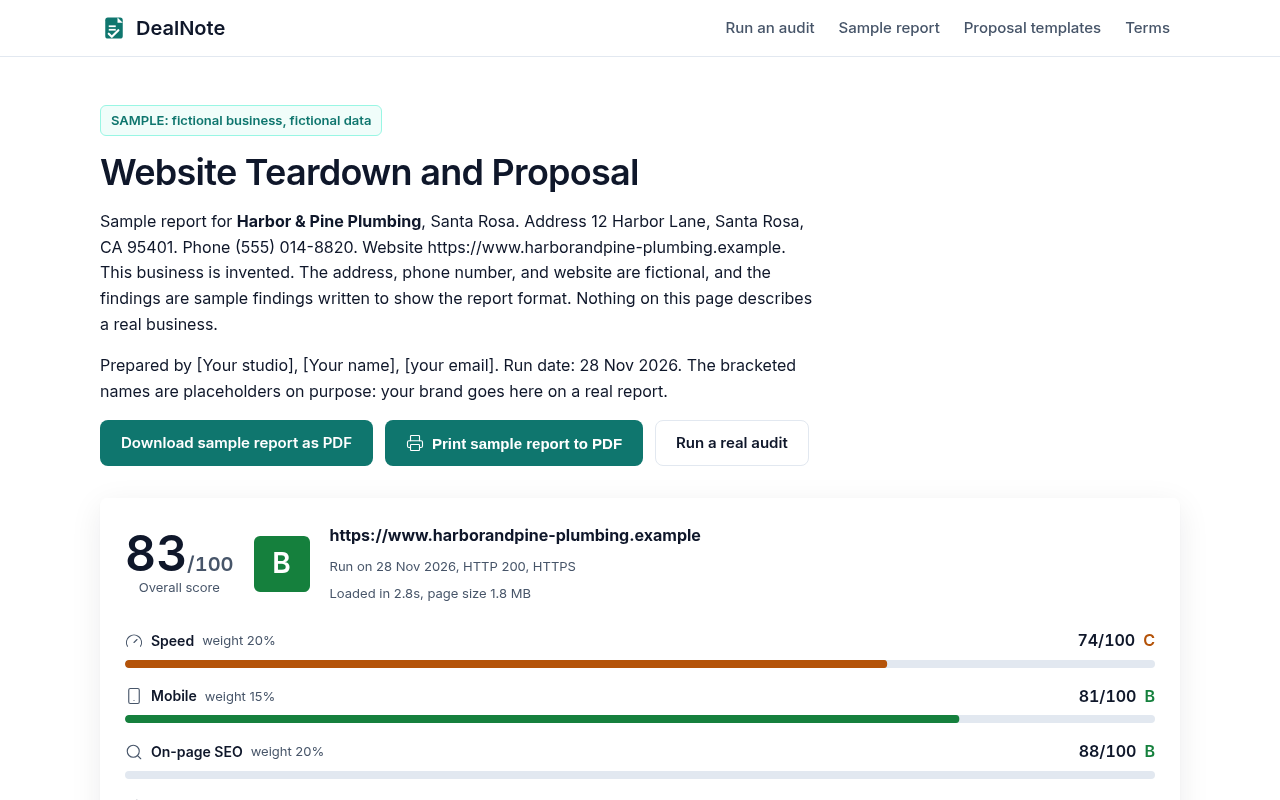 DealNote
Run an audit
Sample report
Proposal templates
Terms
SAMPLE: fictional business, fictional data
Website Teardown and Proposal
Sample report for Harbor & Pine Plumbing, Santa Rosa. Address 12 Harbor Lane, Santa Rosa,
CA 95401. Phone (555) 014-8820. Website https://www.harborandpine-plumbing.example.
This business is invented. The address, phone number, and website are fictional, and the
findings are sample findings written to show the report format. Nothing on this page describes
a real business.
Prepared by [Your studio], [Your name], [your email]. Run date: 28 Nov 2026. The bracketed
names are placeholders on purpose: your brand goes here on a real report.
Download sample report as PDF
Print sample report to PDF
Run a real audit
83/100
Overall score
B
https://www.harborandpine-plumbing.example
Run on 28 Nov 2026, HTTP 200, HTTPS
Loaded in 2.8s, page size 1.8 MB
Speed weight 20% 74/100 C
Mobile weight 15% 81/100 B
On-page SEO weight 20% 88/100 B